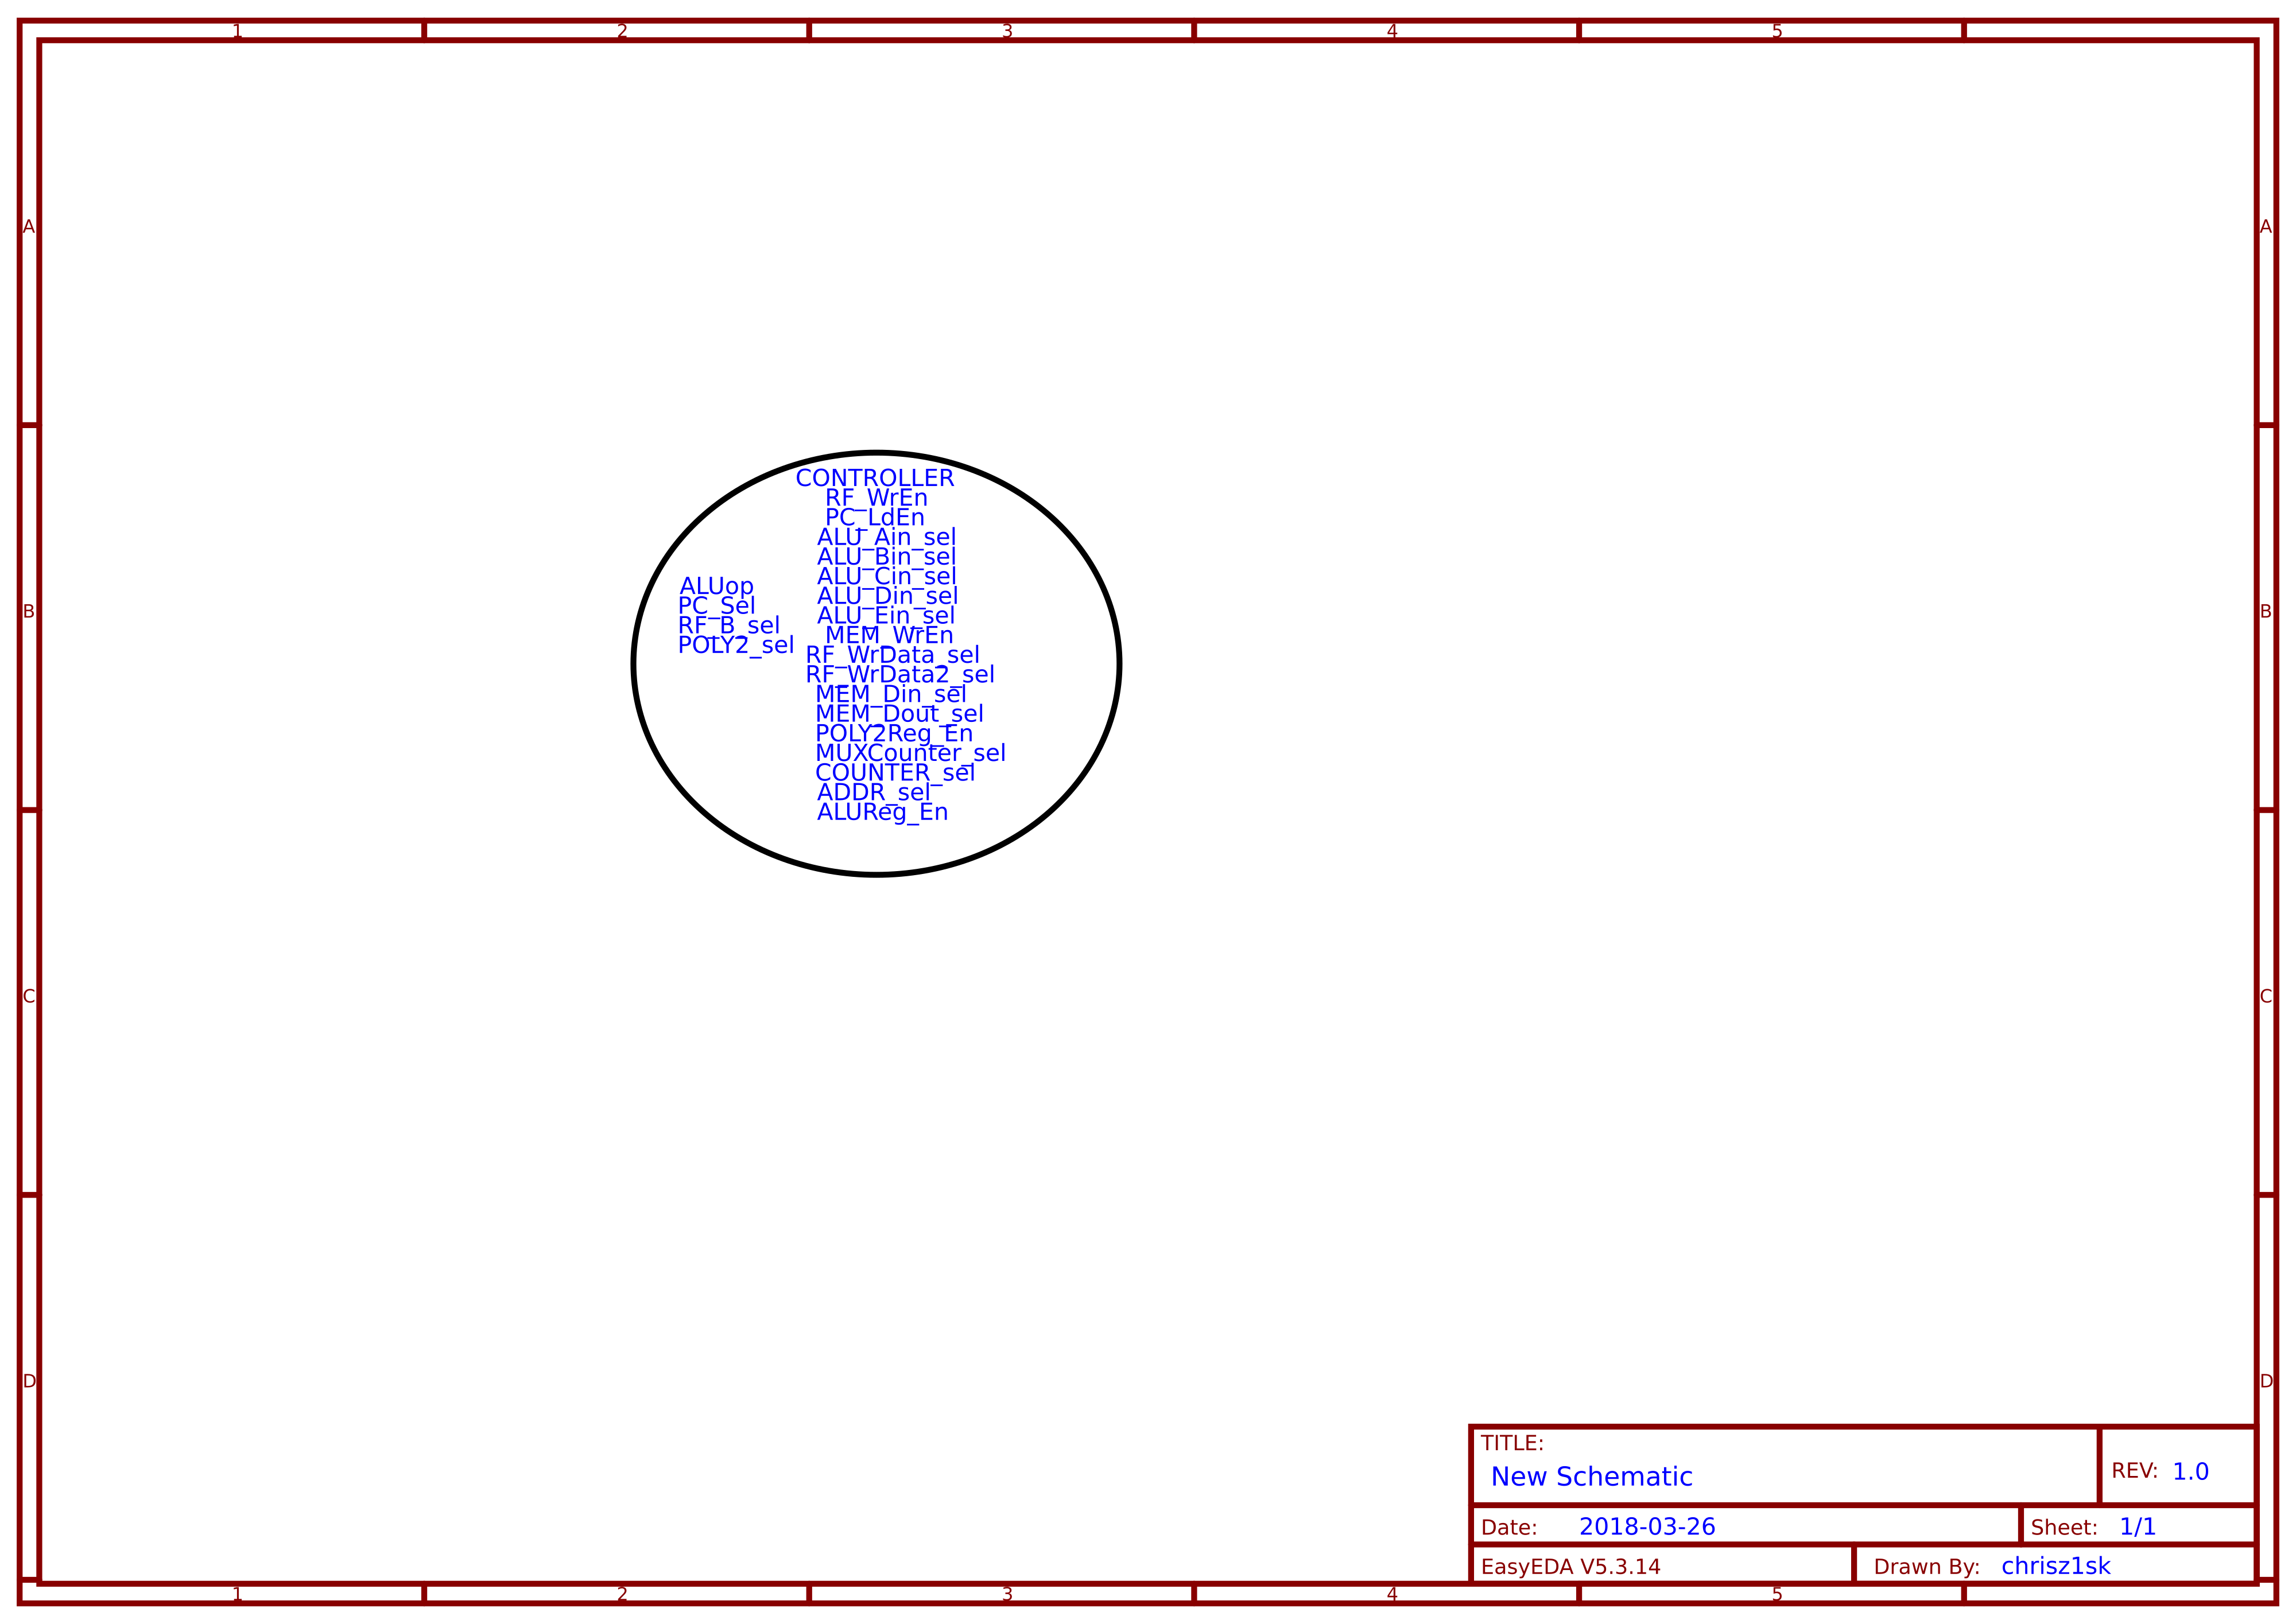 1 2 3 4 5
A A
CONTROLLER
RF_WrEn
PC_LdEn
ALU_Ain_sel
ALU_Bin_sel
ALU_Cin_sel
ALU_Din_sel
ALU_Ein_sel
MEM_WrEn
RF_WrData_sel
RF_WrData2_sel
MEM_Din_sel
MEM_Dout_sel
POLY2Reg_En
MUXCounter_sel
COUNTER_sel
ADDR_sel
ALUReg_En
ALUop
PC_Sel
RF_B_sel
POLY2_sel
B B
C C
D D
TITLE:
New Schematic
REV: 1.0
Date: 2018-03-26
Sheet: 1/1
EasyEDA V5.3.14
Drawn By: chrisz1sk
1 2 3 4 5